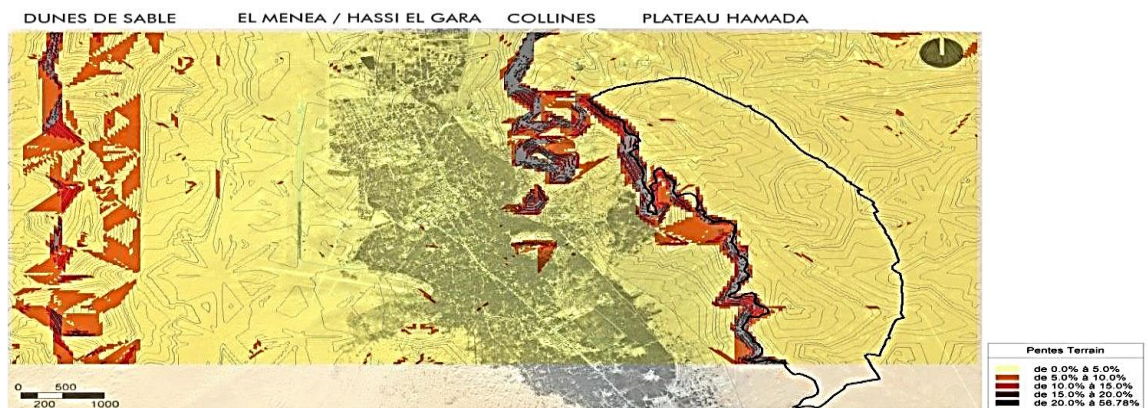 DUNES DE SABLE
EL MENEA / HASSI EL GARA
COLLINES
PLATEAU HAMADA
0 500
200 1000
Pentes Terrain
de 0.0% à 5.0%
de 5.0% à 10.0%
de 10.0% à 15.0%
de 15.0% à 20.0%
de 20.0% à 56.78%